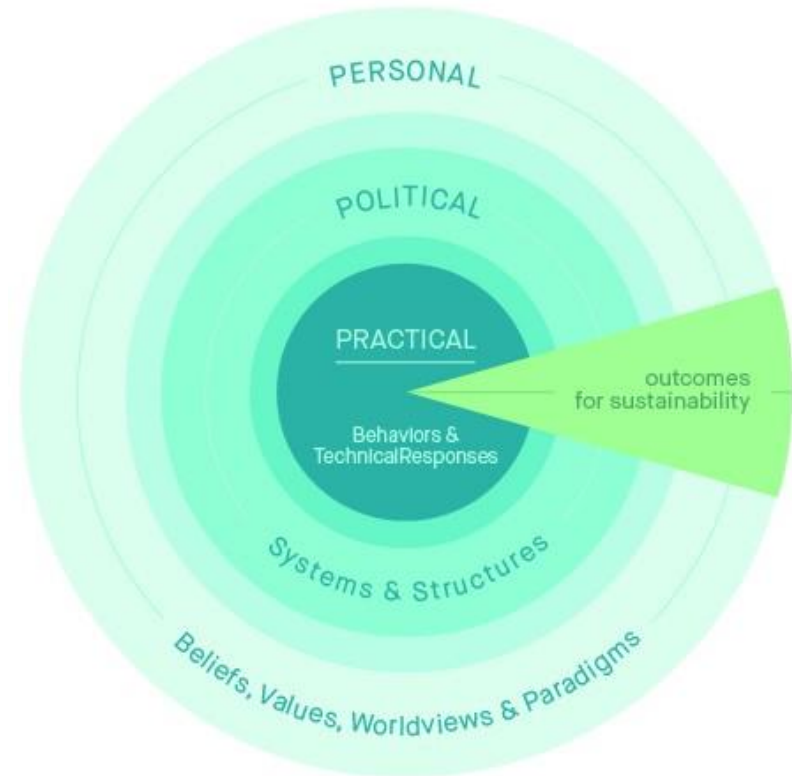 PERSONAL
POLITICAL
PRACTICAL
outcomes
for sustainability
Behaviors &
TechnicalResponses
Systems & Structures
Beliefs, Values, Worldviews & Paradigms